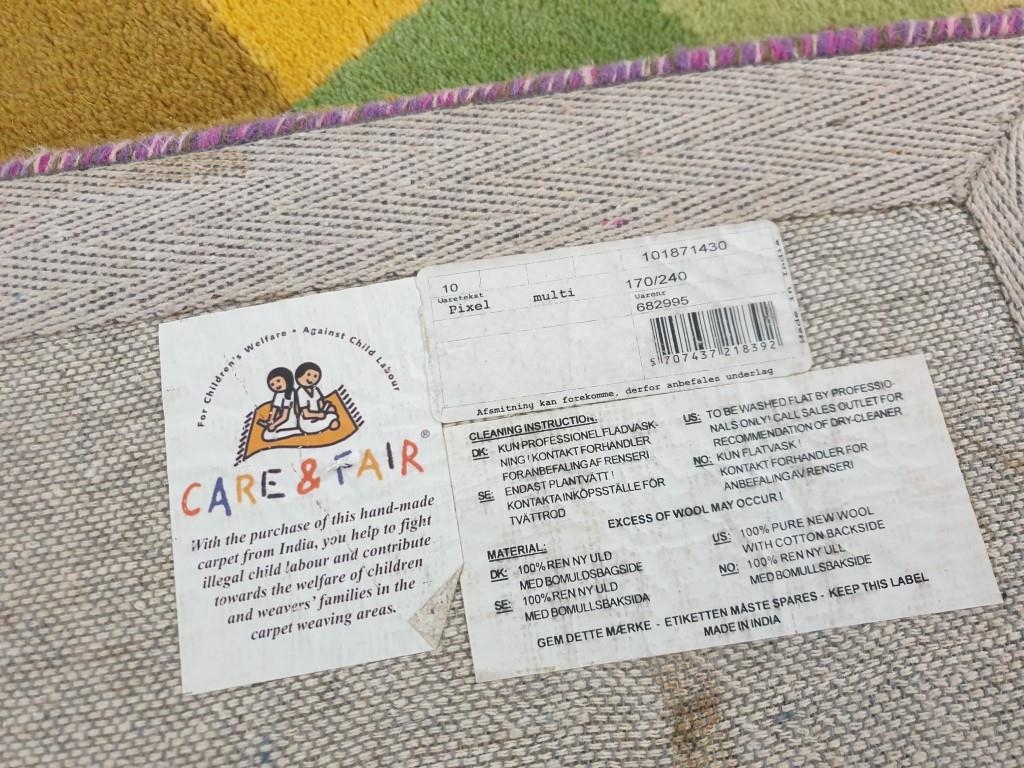 For Children's Welfare • Against Child Labour
CARE & FAIR®
With the purchase of this hand-made
carpet from India, you help to fight
illegal child labour and contribute
towards the welfare of children
and weavers' families in the
carpet weaving areas.
101871430
10
170/240
Varetekst
Varenr
Pixel multi
682995
5 707437 218392
Afsmitning kan forekomme, derfor anbefales underlag
CLEANING INSTRUCTION:
DK: KUN PROFESSIONEL FLADVASK-
NING! KONTAKT FORHANDLER
FOR ANBEFALING AF RENSERI
SE: ENDAST PLANTVÄTT!
KONTAKTA INKÖPSSTÄLLE FÖR
TVÄTTROD
US: TO BE WASHED FLAT BY PROFESSIO-
NALS ONLY! CALL SALES OUTLET FOR
RECOMMENDATION OF DRY-CLEANER
NO: KUN FLATVASK!
KONTAKT FORHANDLER FOR
ANBEFALING AV RENSERI
EXCESS OF WOOL MAY OCCUR!
MATERIAL:
DK: 100% REN NY ULD
MED BOMULDSBAGSIDE
SE: 100% REN NY ULD
MED BOMULLSBAKSIDA
US: 100% PURE NEW WOOL
WITH COTTON BACKSIDE
NO: 100% REN NY ULL
MED BOMULLSBAKSIDE
GEM DETTE MÆRKE - ETIKETTEN MÅSTE SPARES - KEEP THIS LABEL
MADE IN INDIA